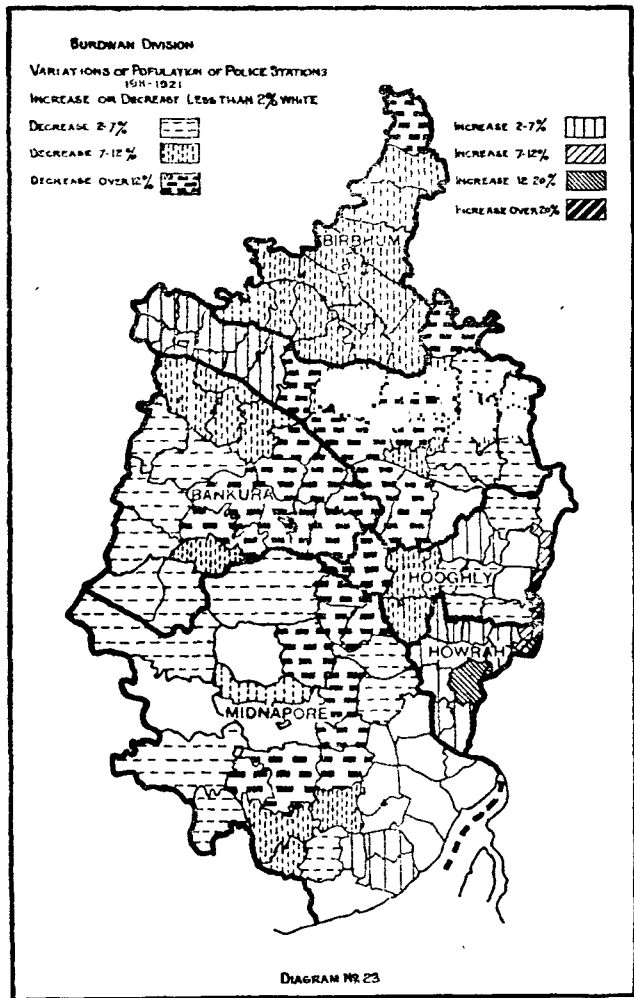 BURDWAN DIVISION
VARIATIONS OF POPULATION OF POLICE STATIONS
1911-1921
INCREASE OR DECREASE LESS THAN 2% WHITE
DECREASE 2-7%
DECREASE 7-12%
DECREASE OVER 12%
INCREASE 2-7%
INCREASE 7-12%
INCREASE 12-20%
INCREASE OVER 20%
BIRBHUM
BANKURA
HOOGHLY
HOWRAH
MIDNAPORE
DIAGRAM NO. 23